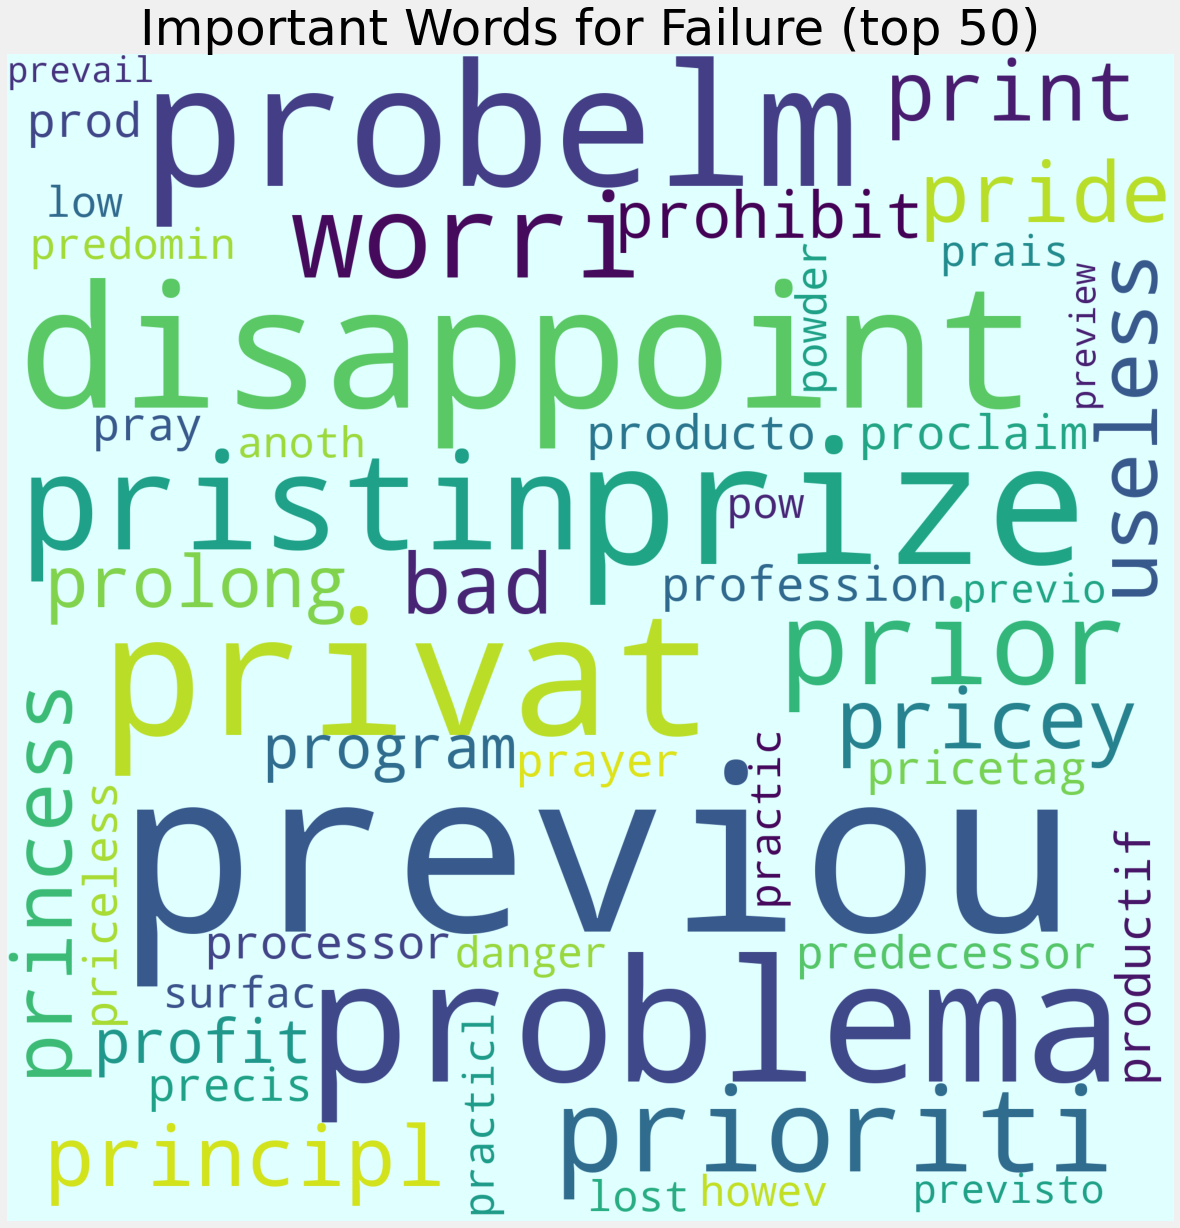 Important Words for Failure (top 50)
prevail
probelm
print
prod
pride
low
worri
prohibit
predomin
prais
powder
preview
useless
disappoint
pray
anoth
producto
proclaim
pristin
prize
pow
prolong
bad
profession
previo
privat
prior
princess
pricey
program
prayer
practic
pricetag
priceless
previou
productif
processor
danger
predecessor
surfac
problema
profit
precis
practicl
prioriti
principl
lost
howev
previsto